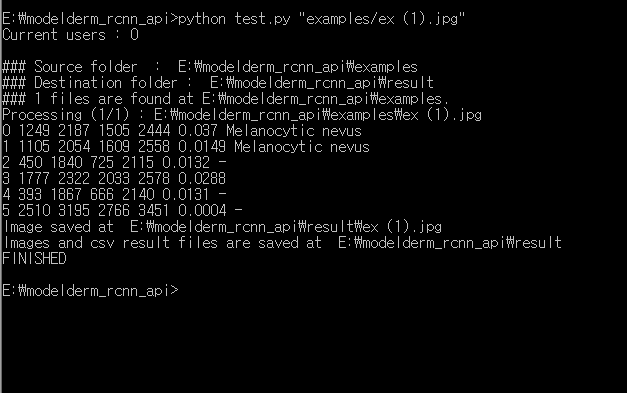 E:₩modelderm_rcnn_api>python test.py "examples/ex (1).jpg"
Current users : 0
### Source folder  :  E:₩modelderm_rcnn_api₩examples
### Destination folder :  E:₩modelderm_rcnn_api₩result
### 1 files are found at E:₩modelderm_rcnn_api₩examples.
Processing (1/1) : E:₩modelderm_rcnn_api₩examples₩ex (1).jpg
0 1249 2187 1505 2444 0.037 Melanocytic nevus
1 1105 2054 1609 2558 0.0149 Melanocytic nevus
2 450 1840 725 2115 0.0132 -
3 1777 2322 2033 2578 0.0288
4 393 1867 666 2140 0.0131 -
5 2510 3195 2766 3451 0.0004 -
Image saved at  E:₩modelderm_rcnn_api₩result₩ex (1).jpg
Images and csv result files are saved at  E:₩modelderm_rcnn_api₩result
FINISHED
E:₩modelderm_rcnn_api>